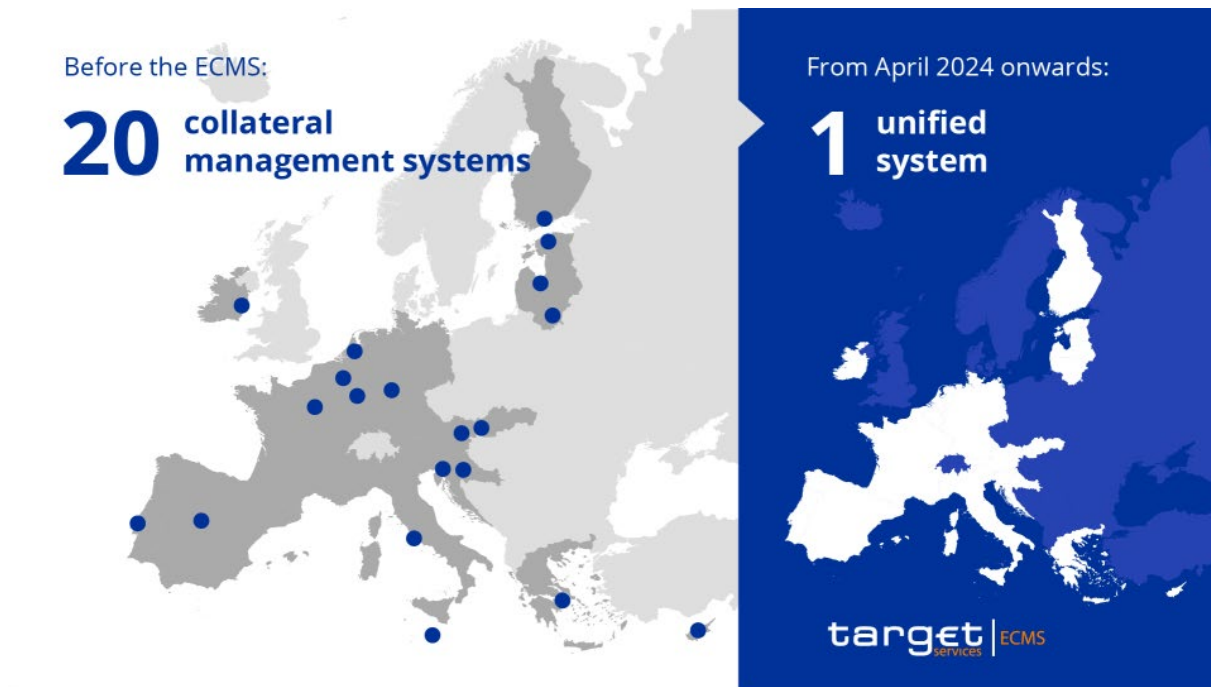 Before the ECMS:
20 collateral
management systems
From April 2024 onwards:
1 unified
system
target
services
ECMS